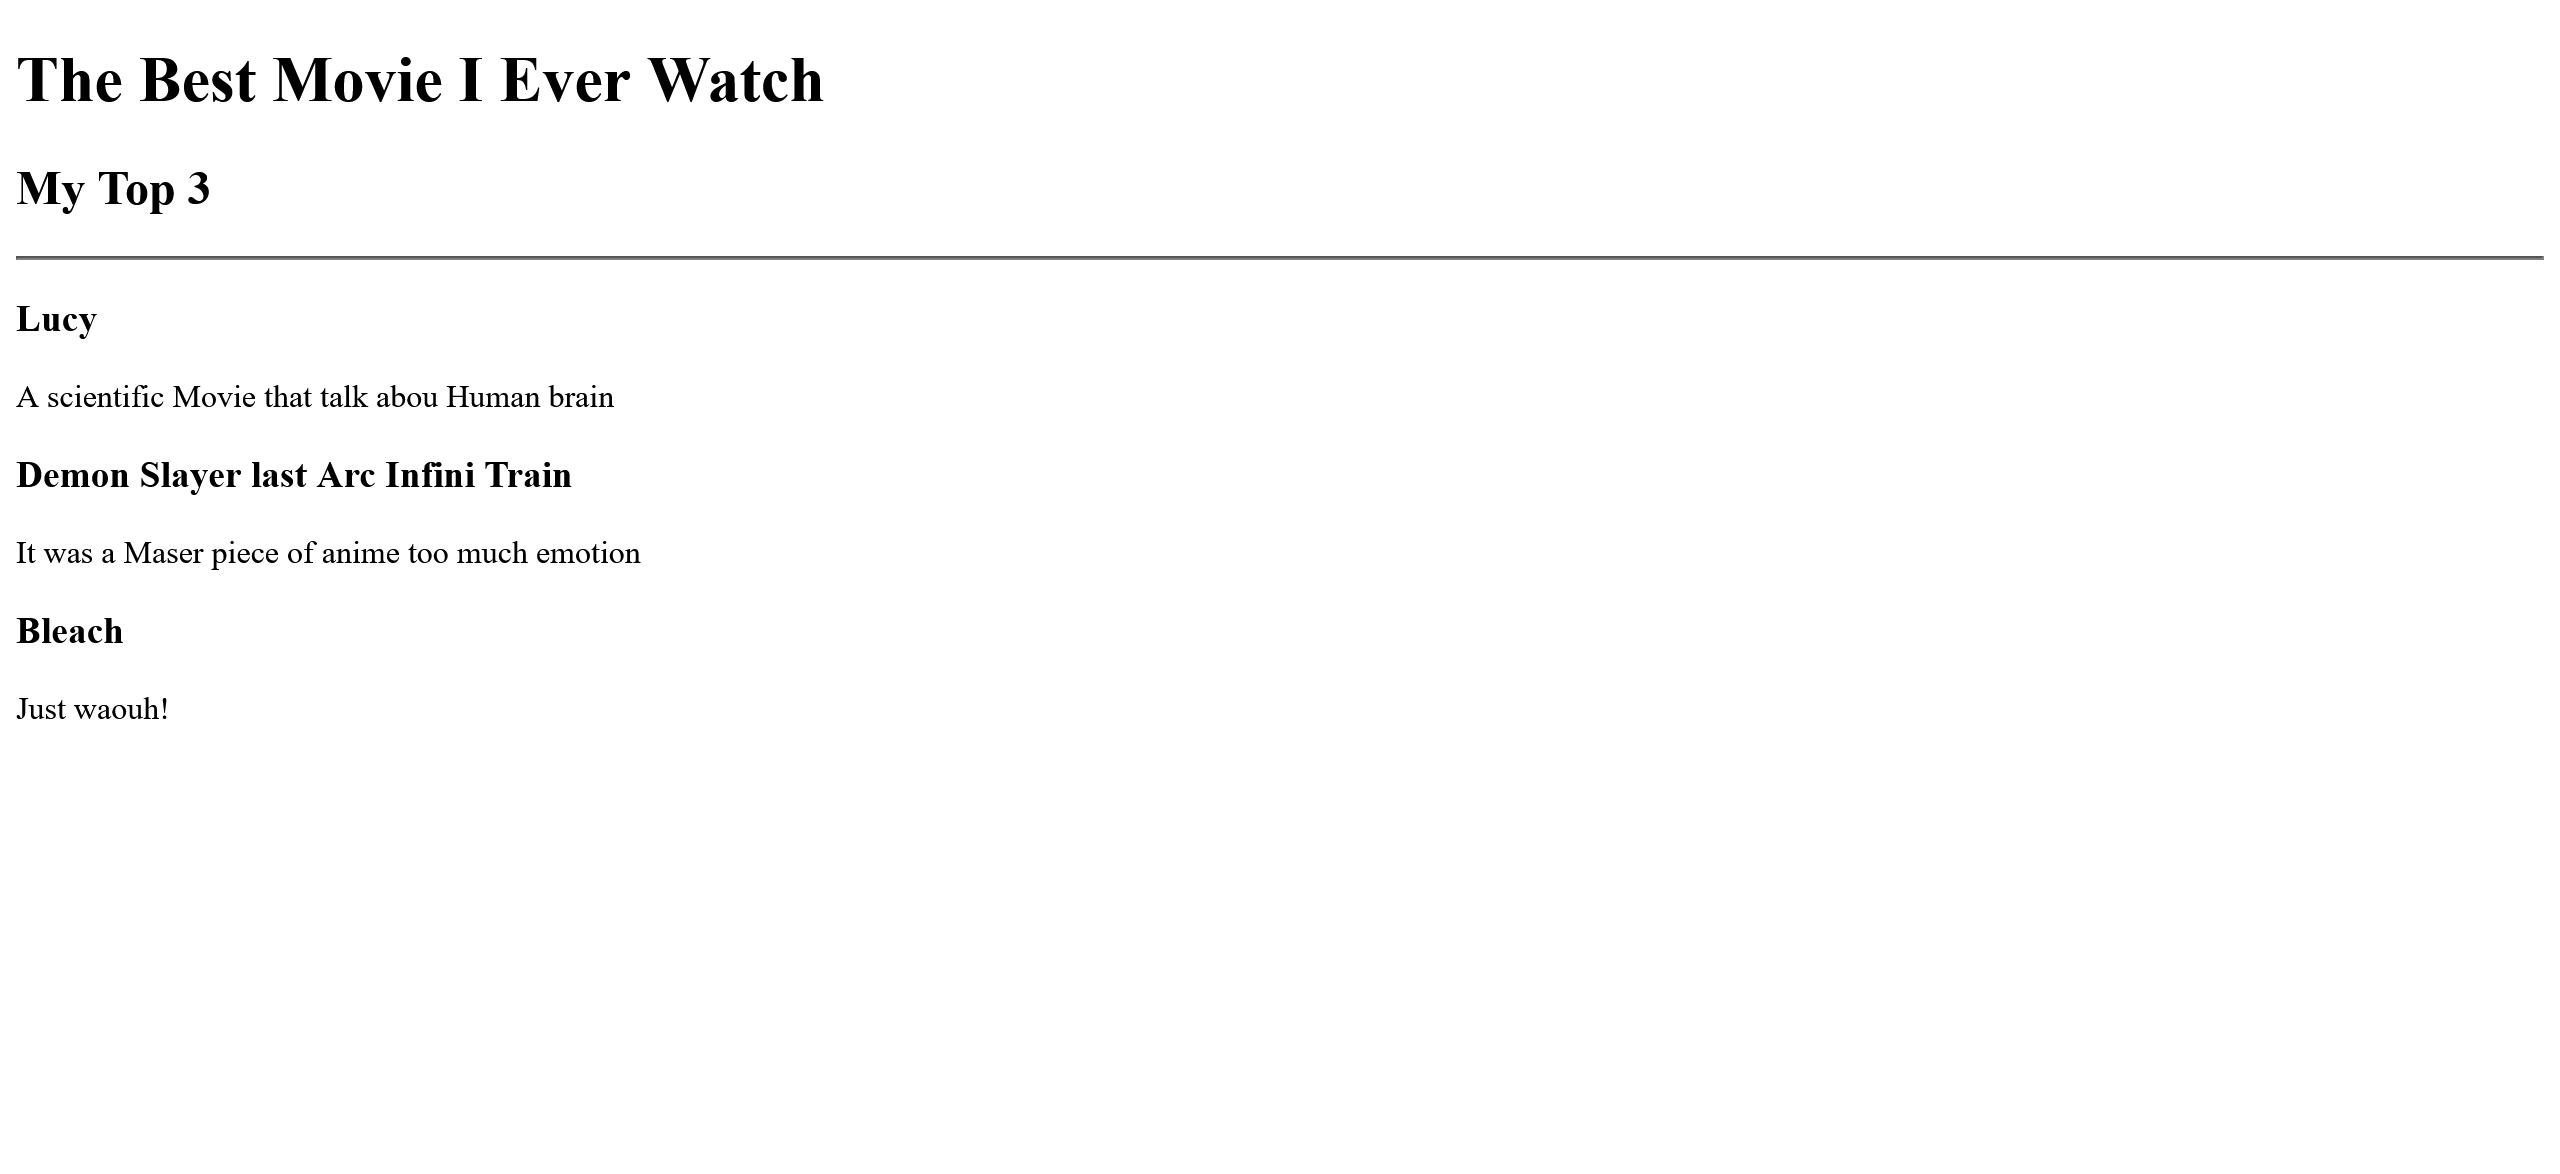 The Best Movie I Ever Watch
My Top 3
Lucy
A scientific Movie that talk abou Human brain
Demon Slayer last Arc Infini Train
It was a Maser piece of anime too much emotion
Bleach
Just waouh!